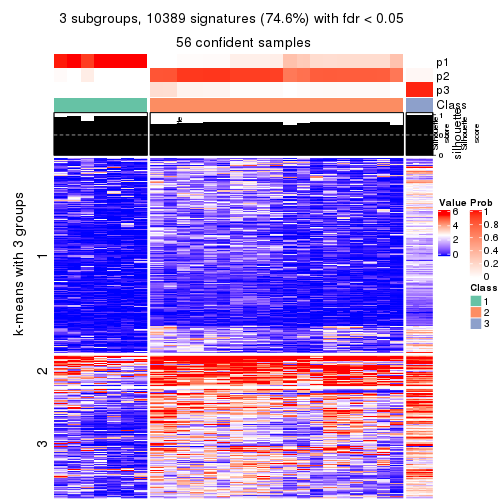 3 subgroups, 10389 signatures (74.6%) with fdr < 0.05
56 confident samples
p1
p2
p3
Class
1
0
silhouette
Silhouette
score
k-means with 3 groups
1
2
3
Value
6
4
2
0
Prob
1
0.8
0.6
0.4
0.2
0
Class
1
2
3